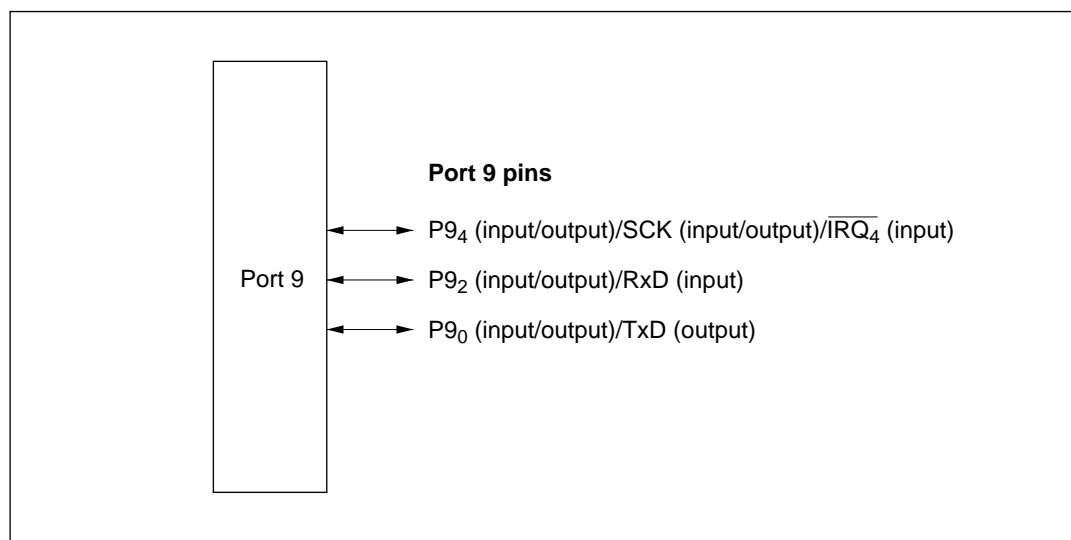 Port 9 pins
P9₄ (input/output)/SCK (input/output)/I̅R̅Q̅₄̅ (input)
Port 9
P9₂ (input/output)/RxD (input)
P9₀ (input/output)/TxD (output)